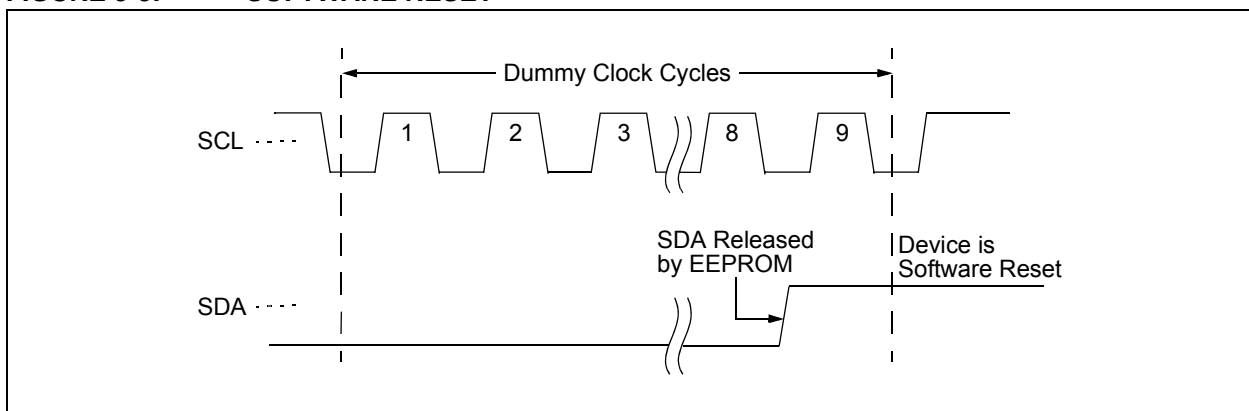 Dummy Clock Cycles
SCL
1 2 3 8 9
SDA Released
by EEPROM
Device is
Software Reset
SDA